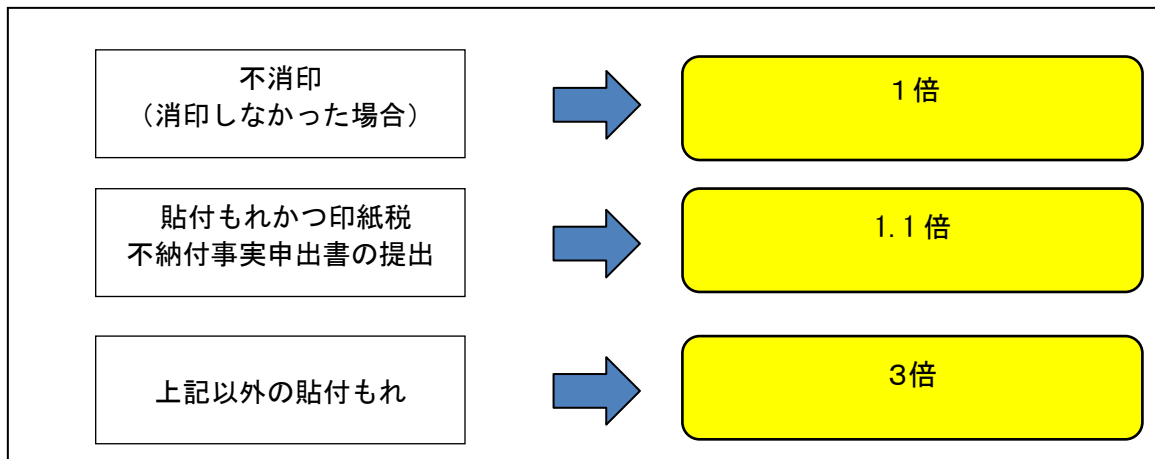 不消印
（消印しなかった場合）
１倍
貼付もれかつ印紙税
不納付事実申出書の提出
1.1倍
上記以外の貼付もれ
３倍